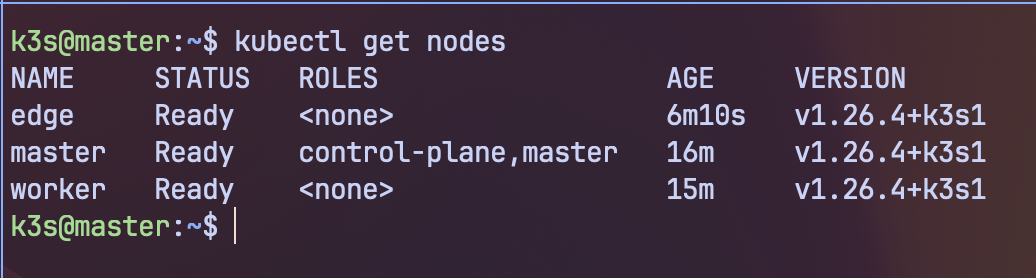 k3s@master:~$ kubectl get nodes
NAME     STATUS   ROLES                  AGE     VERSION
edge     Ready    <none>                 6m10s   v1.26.4+k3s1
master   Ready    control-plane,master   16m     v1.26.4+k3s1
worker   Ready    <none>                 15m     v1.26.4+k3s1
k3s@master:~$